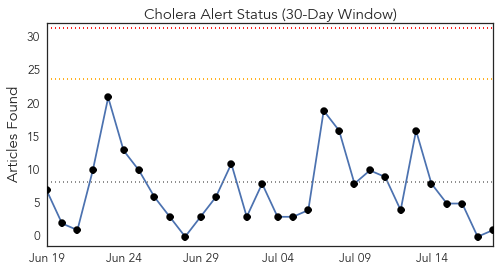 Cholera Alert Status (30-Day Window)
Articles Found
30
25
20
15
10
5
0
Jun 19
Jun 24
Jun 29
Jul 04
Jul 09
Jul 14